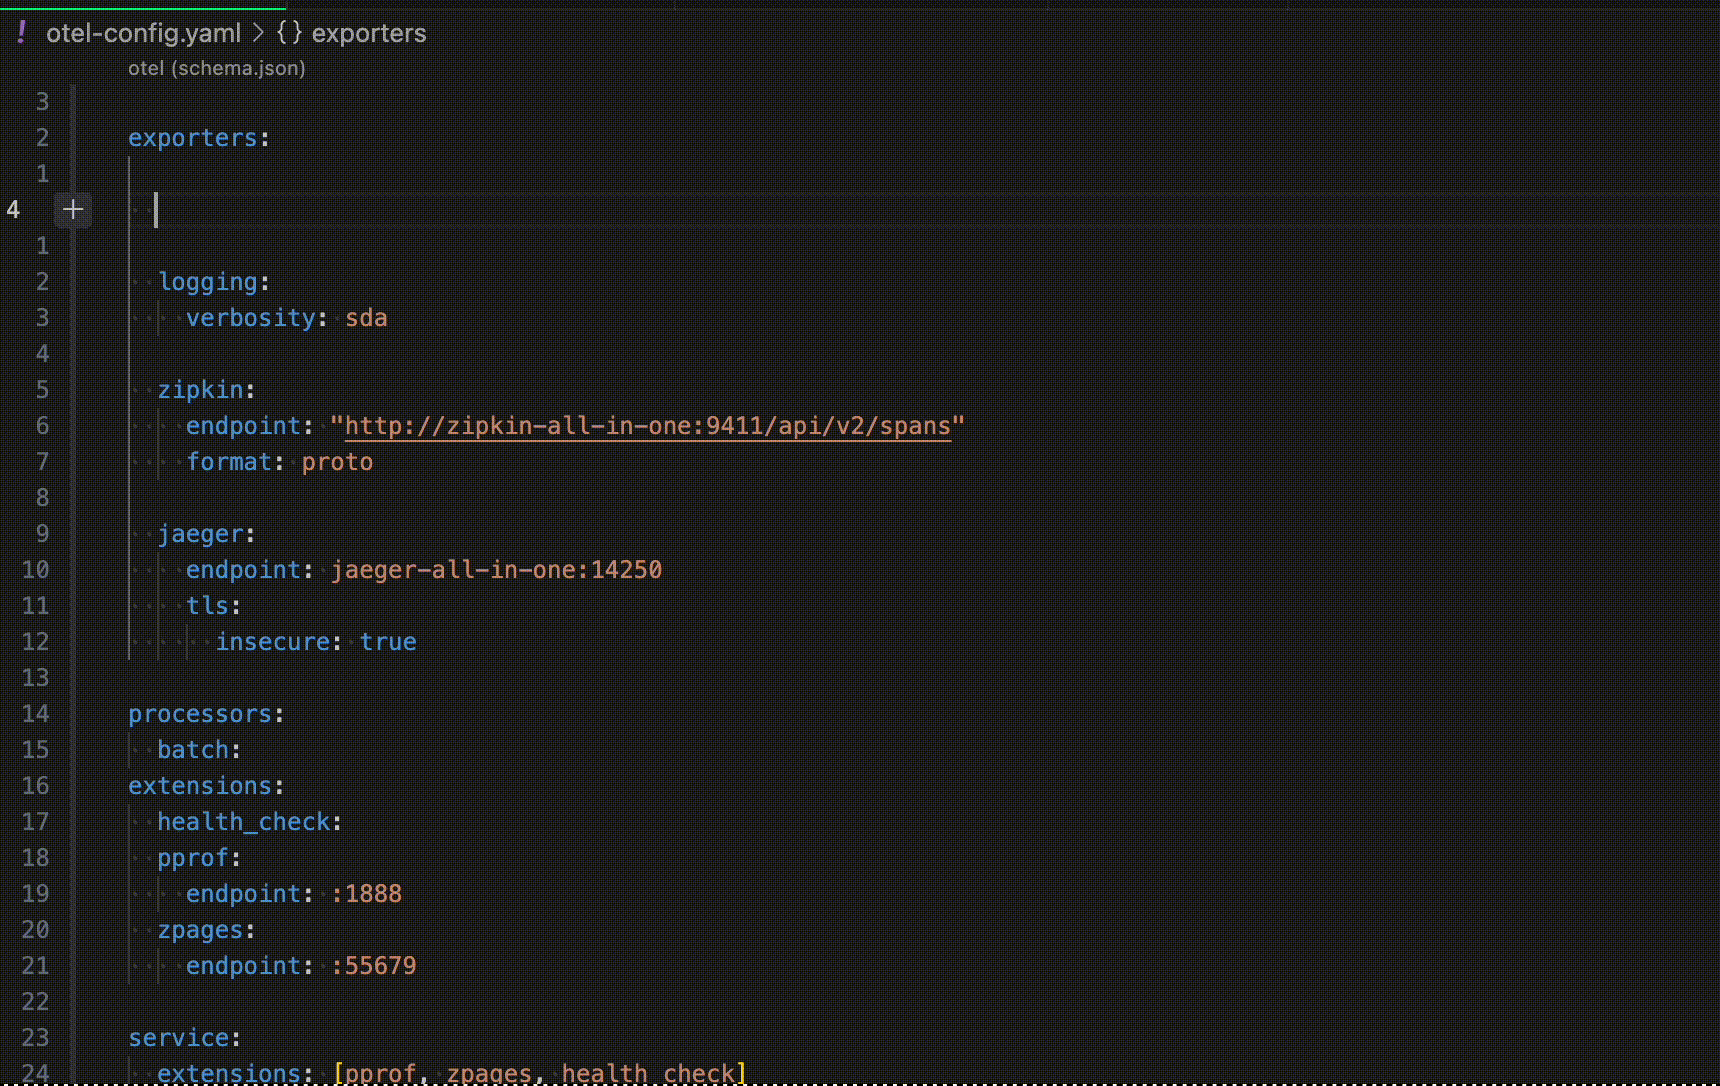 ! otel-config.yaml > {} exporters
otel (schema.json)
3
2 exporters:
1
4 +
1
2 logging:
3 verbosity: sda
4
5 zipkin:
6 endpoint: "http://zipkin-all-in-one:9411/api/v2/spans"
7 format: proto
8
9 jaeger:
10 endpoint: jaeger-all-in-one:14250
11 tls:
12 insecure: true
13
14 processors:
15 batch:
16 extensions:
17 health_check:
18 pprof:
19 endpoint: :1888
20 zpages:
21 endpoint: :55679
22
23 service:
24 extensions: [pprof, zpages, health_check]